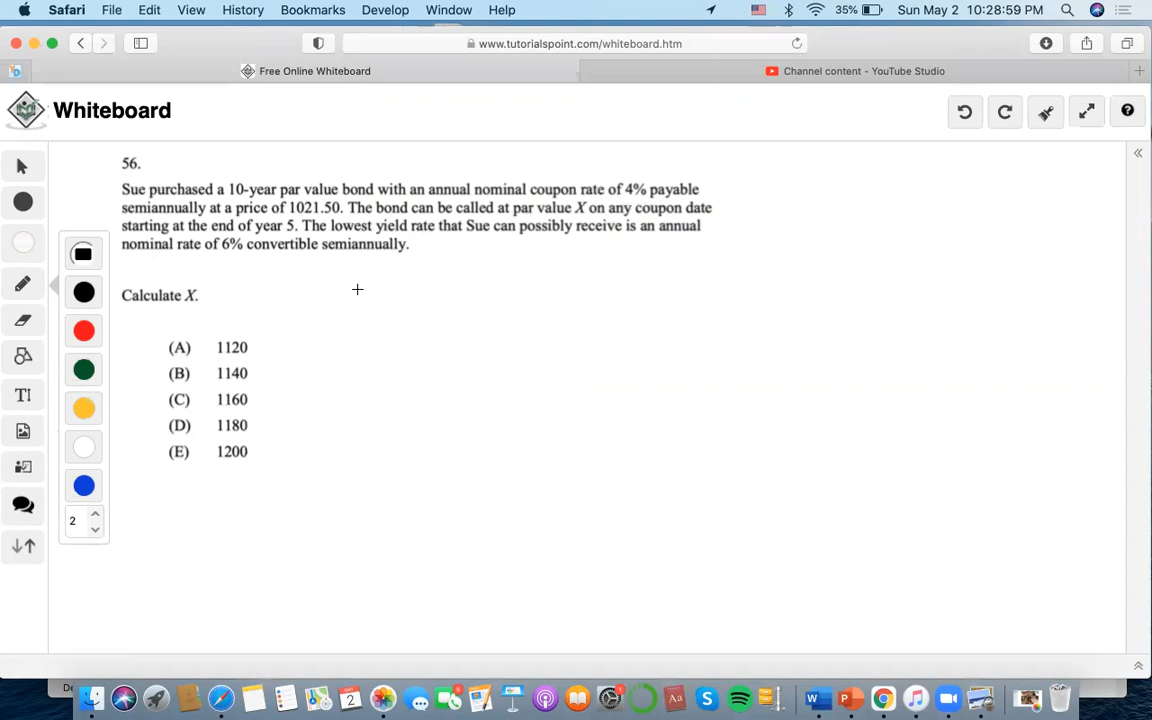 Safari File Edit View History Bookmarks Develop Window Help 35% Sun May 2 10:28:59 PM
www.tutorialspoint.com/whiteboard.htm
Free Online Whiteboard Channel content - YouTube Studio
Whiteboard
56.
Sue purchased a 10-year par value bond with an annual nominal coupon rate of 4% payable
semiannually at a price of 1021.50. The bond can be called at par value X on any coupon date
starting at the end of year 5. The lowest yield rate that Sue can possibly receive is an annual
nominal rate of 6% convertible semiannually.
Calculate X.
(A) 1120
(B) 1140
(C) 1160
(D) 1180
(E) 1200
2
De